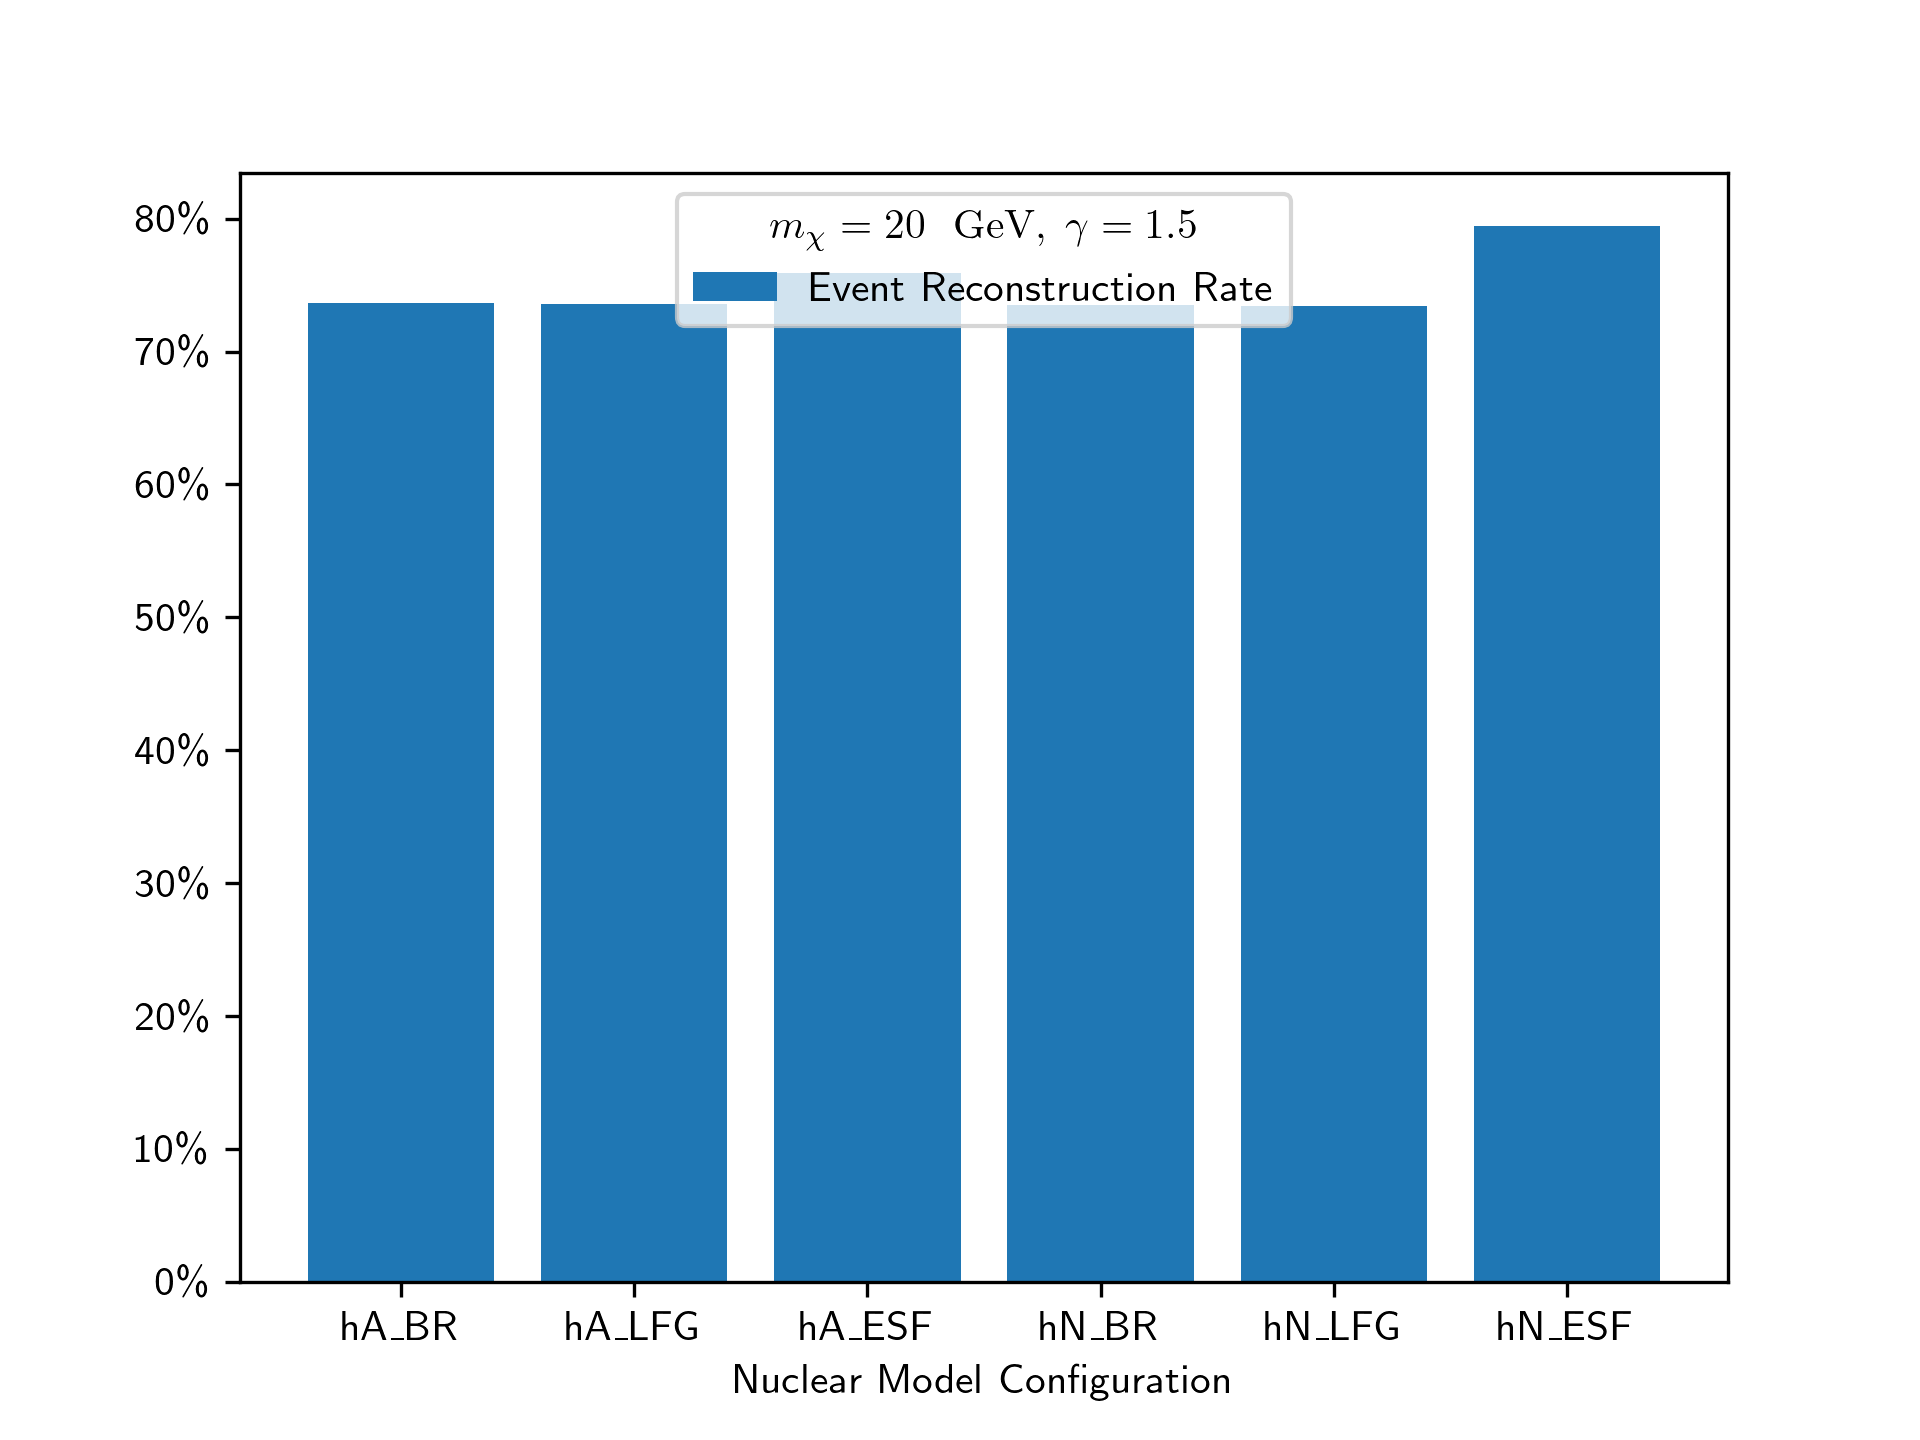 80%
70%
60%
50%
40%
30%
20%
10%
0%
m_χ = 20 GeV, γ = 1.5
Event Reconstruction Rate
hA_BR hA_LFG hA_ESF hN_BR hN_LFG hN_ESF
Nuclear Model Configuration